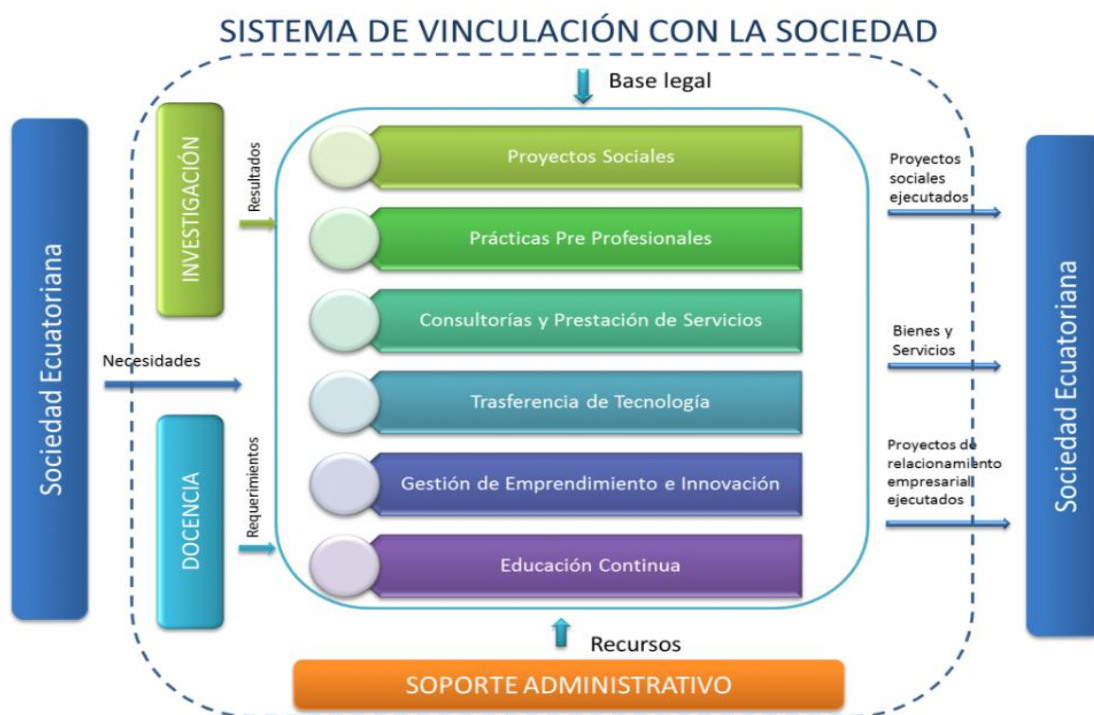 SISTEMA DE VINCULACIÓN CON LA SOCIEDAD
Base legal
Sociedad Ecuatoriana
INVESTIGACIÓN
Resultados
Necesidades
DOCENCIA
Requerimientos
Proyectos Sociales
Prácticas Pre Profesionales
Consultorías y Prestación de Servicios
Trasferencia de Tecnología
Gestión de Emprendimiento e Innovación
Educación Continua
Proyectos
sociales
ejecutados
Bienes y
Servicios
Proyectos de
relacionamiento
empresarial
ejecutados
Sociedad Ecuatoriana
Recursos
SOPORTE ADMINISTRATIVO